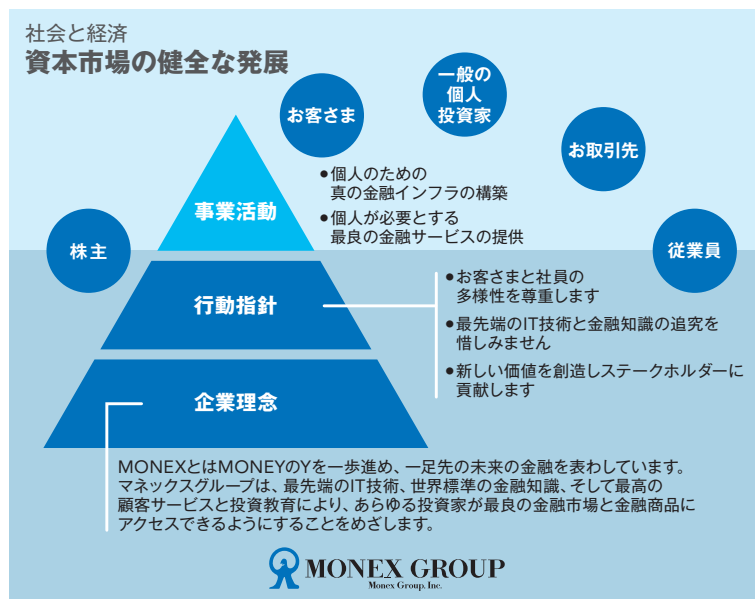 社会と経済
資本市場の健全な発展
一般の
個人
投資家
お客さま
お取引先
株主
従業員
事業活動
●個人のための
真の金融インフラの構築
●個人が必要とする
最良の金融サービスの提供
行動指針
●お客さまと社員の
多様性を尊重します
●最先端のIT技術と金融知識の追究を
惜しみません
●新しい価値を創造しステークホルダーに
貢献します
企業理念
MONEXとはMONEYのYを一歩進め、一足先の未来の金融を表わしています。
マネックスグループは、最先端のIT技術、世界標準の金融知識、そして最高の
顧客サービスと投資教育により、あらゆる投資家が最良の金融市場と金融商品に
アクセスできるようにすることをめざします。
MONEX GROUP
Monex Group, Inc.